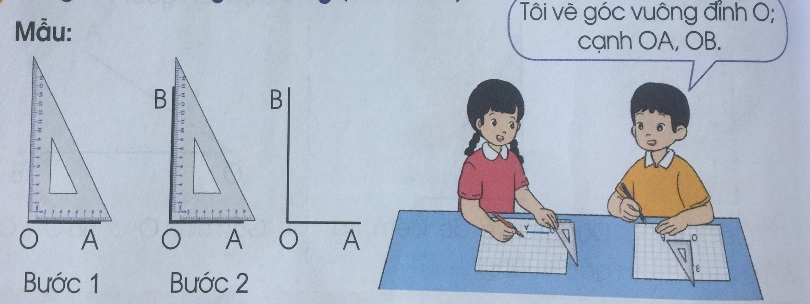 Tôi vẽ góc vuông đỉnh O;
cạnh OA, OB.
Mẫu:
B
B
O A
O A
O A
Bước 1
Bước 2